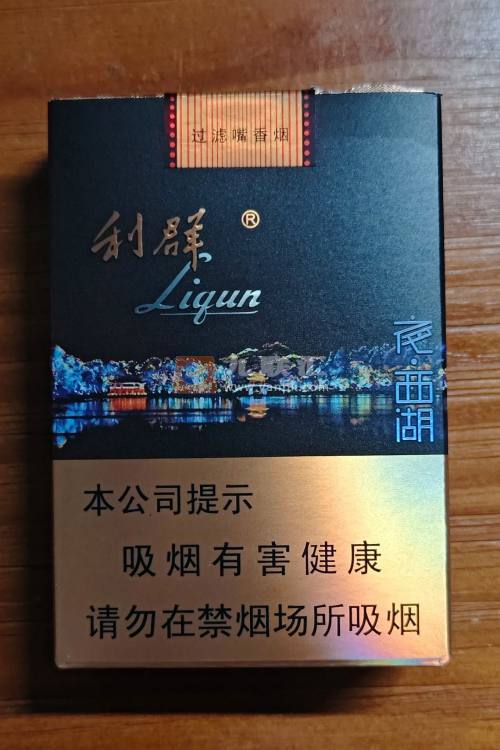 过滤嘴香烟
利群®
Liqun
夜·西湖
本公司提示
吸烟有害健康
请勿在禁烟场所吸烟